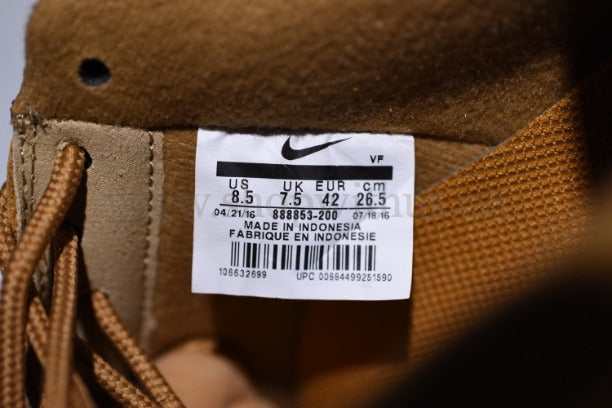 VF
US UK EUR cm
8.5 7.5 42 26.5
04/21/16 888853-200 07/18/16
MADE IN INDONESIA
FABRIQUE EN INDONESIE
106632699 UPC 00884499251590